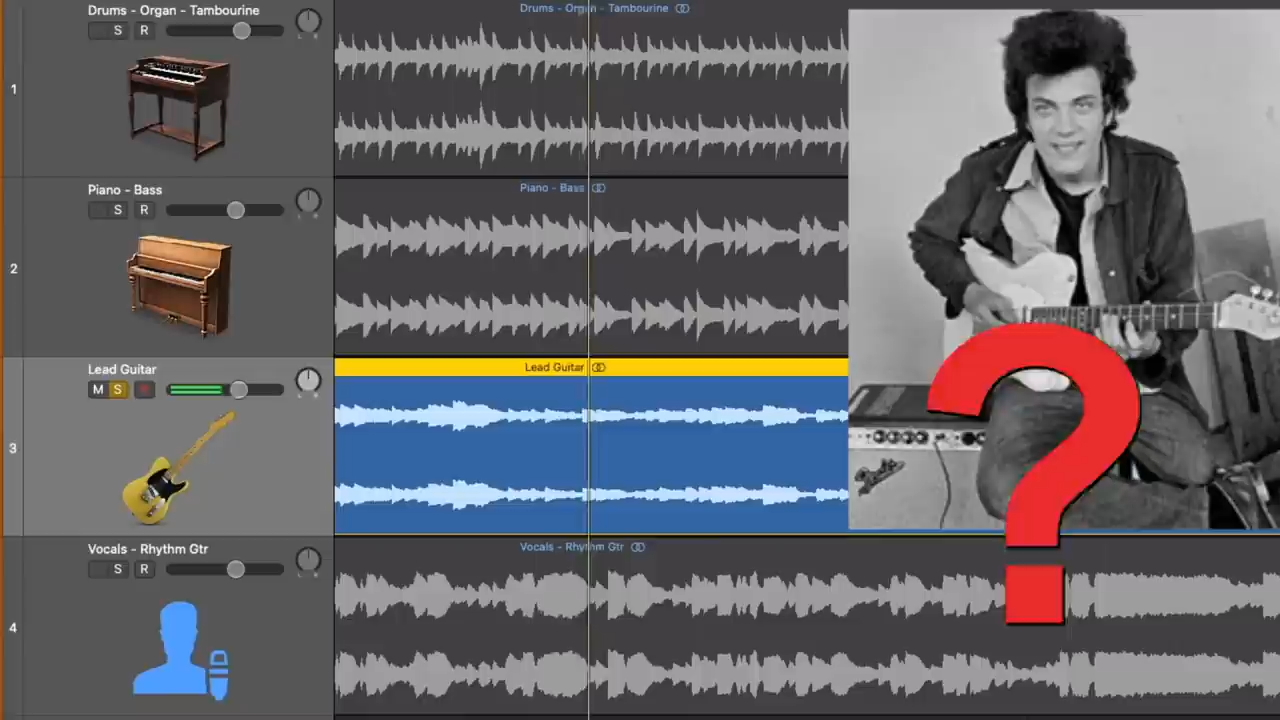 Drums - Organ - Tambourine
S R
Drums - Organ - Tambourine
1
Piano - Bass
S R
Piano - Bass
2
Lead Guitar
M S
Lead Guitar
3
Vocals - Rhythm Gtr
S R
Vocals - Rhythm Gtr
4
?